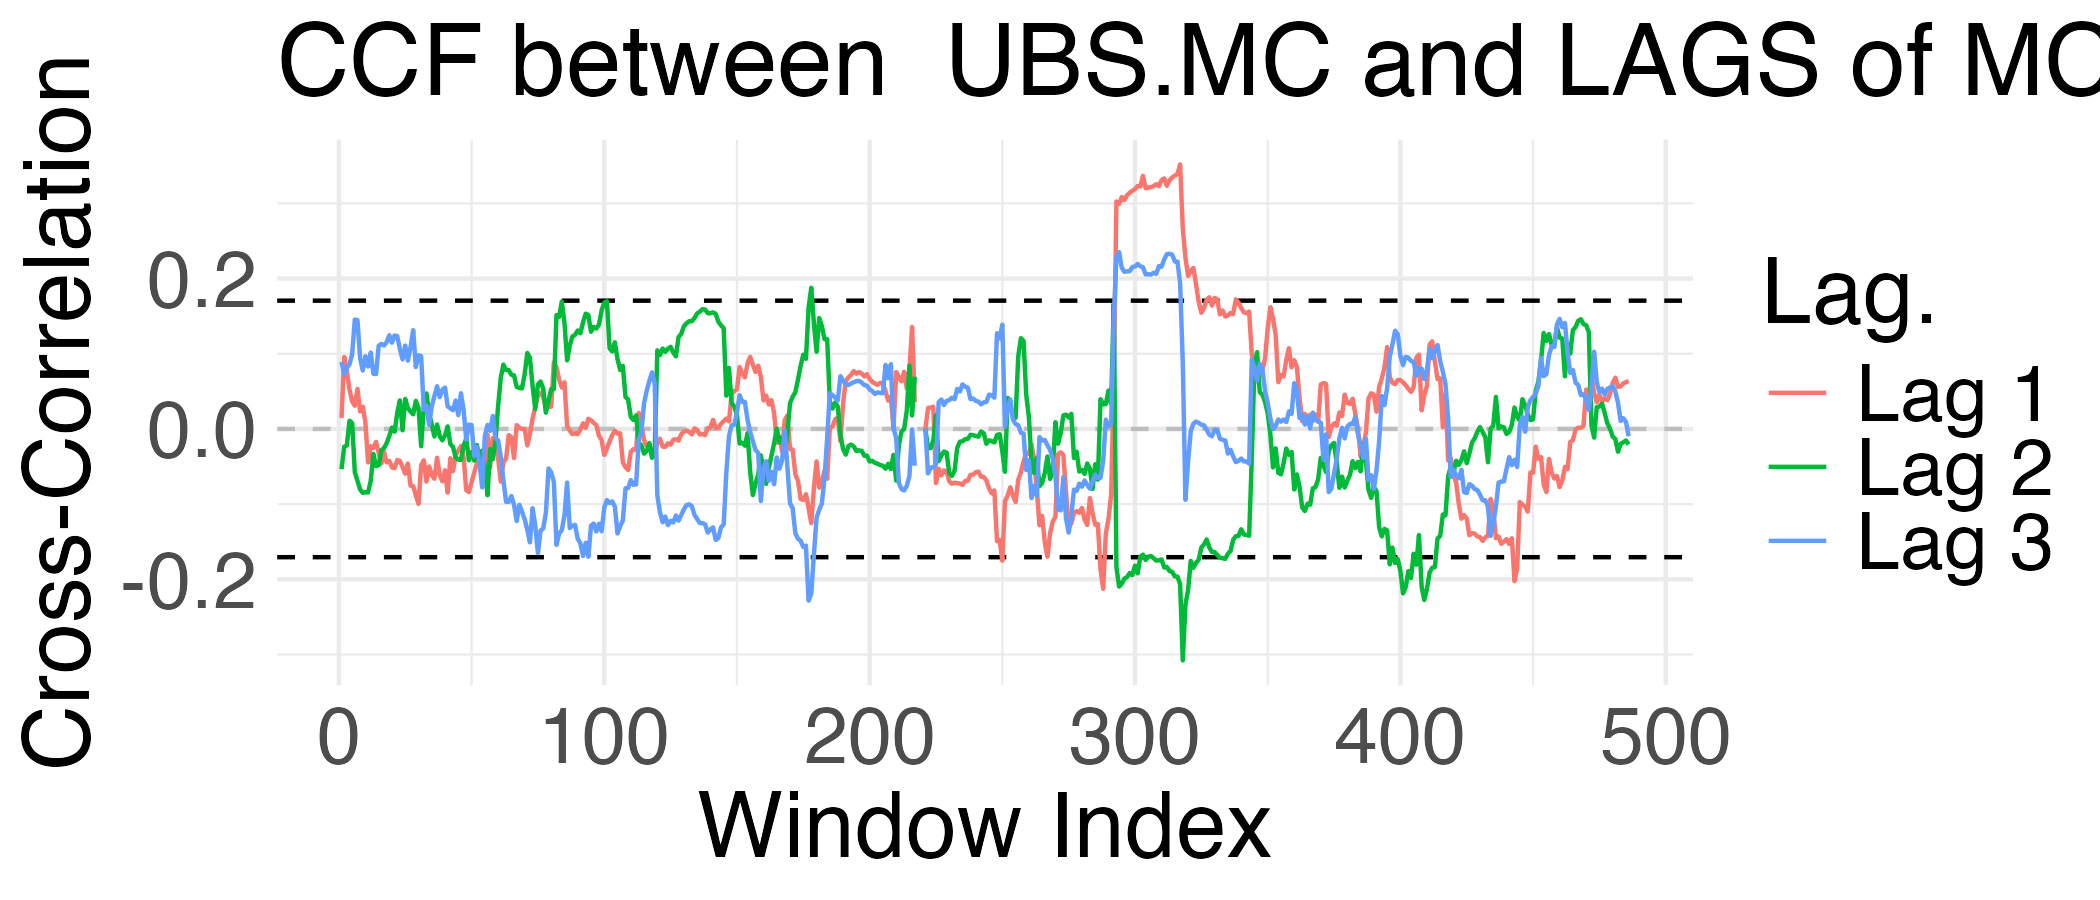 CCF between UBS.MC and LAGS of
Cross-Correlation
0.2
0.0
-0.2
0 100 200 300 400 500
Window Index
Lag.
Lag 1
Lag 2
Lag 3